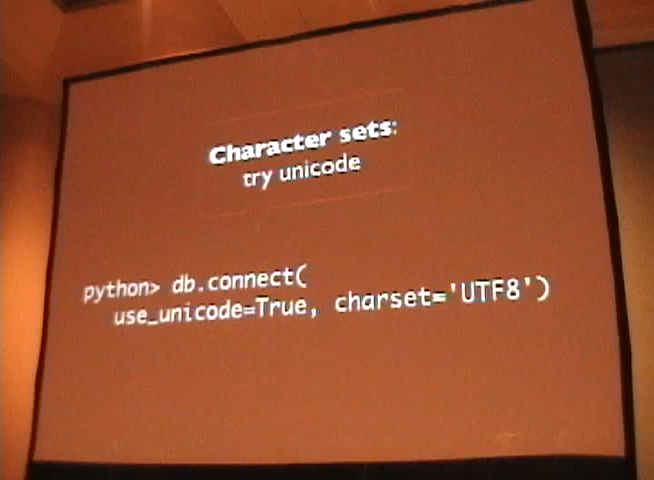 Character sets:
try unicode
python> db.connect(
use_unicode=True, charset='UTF8')